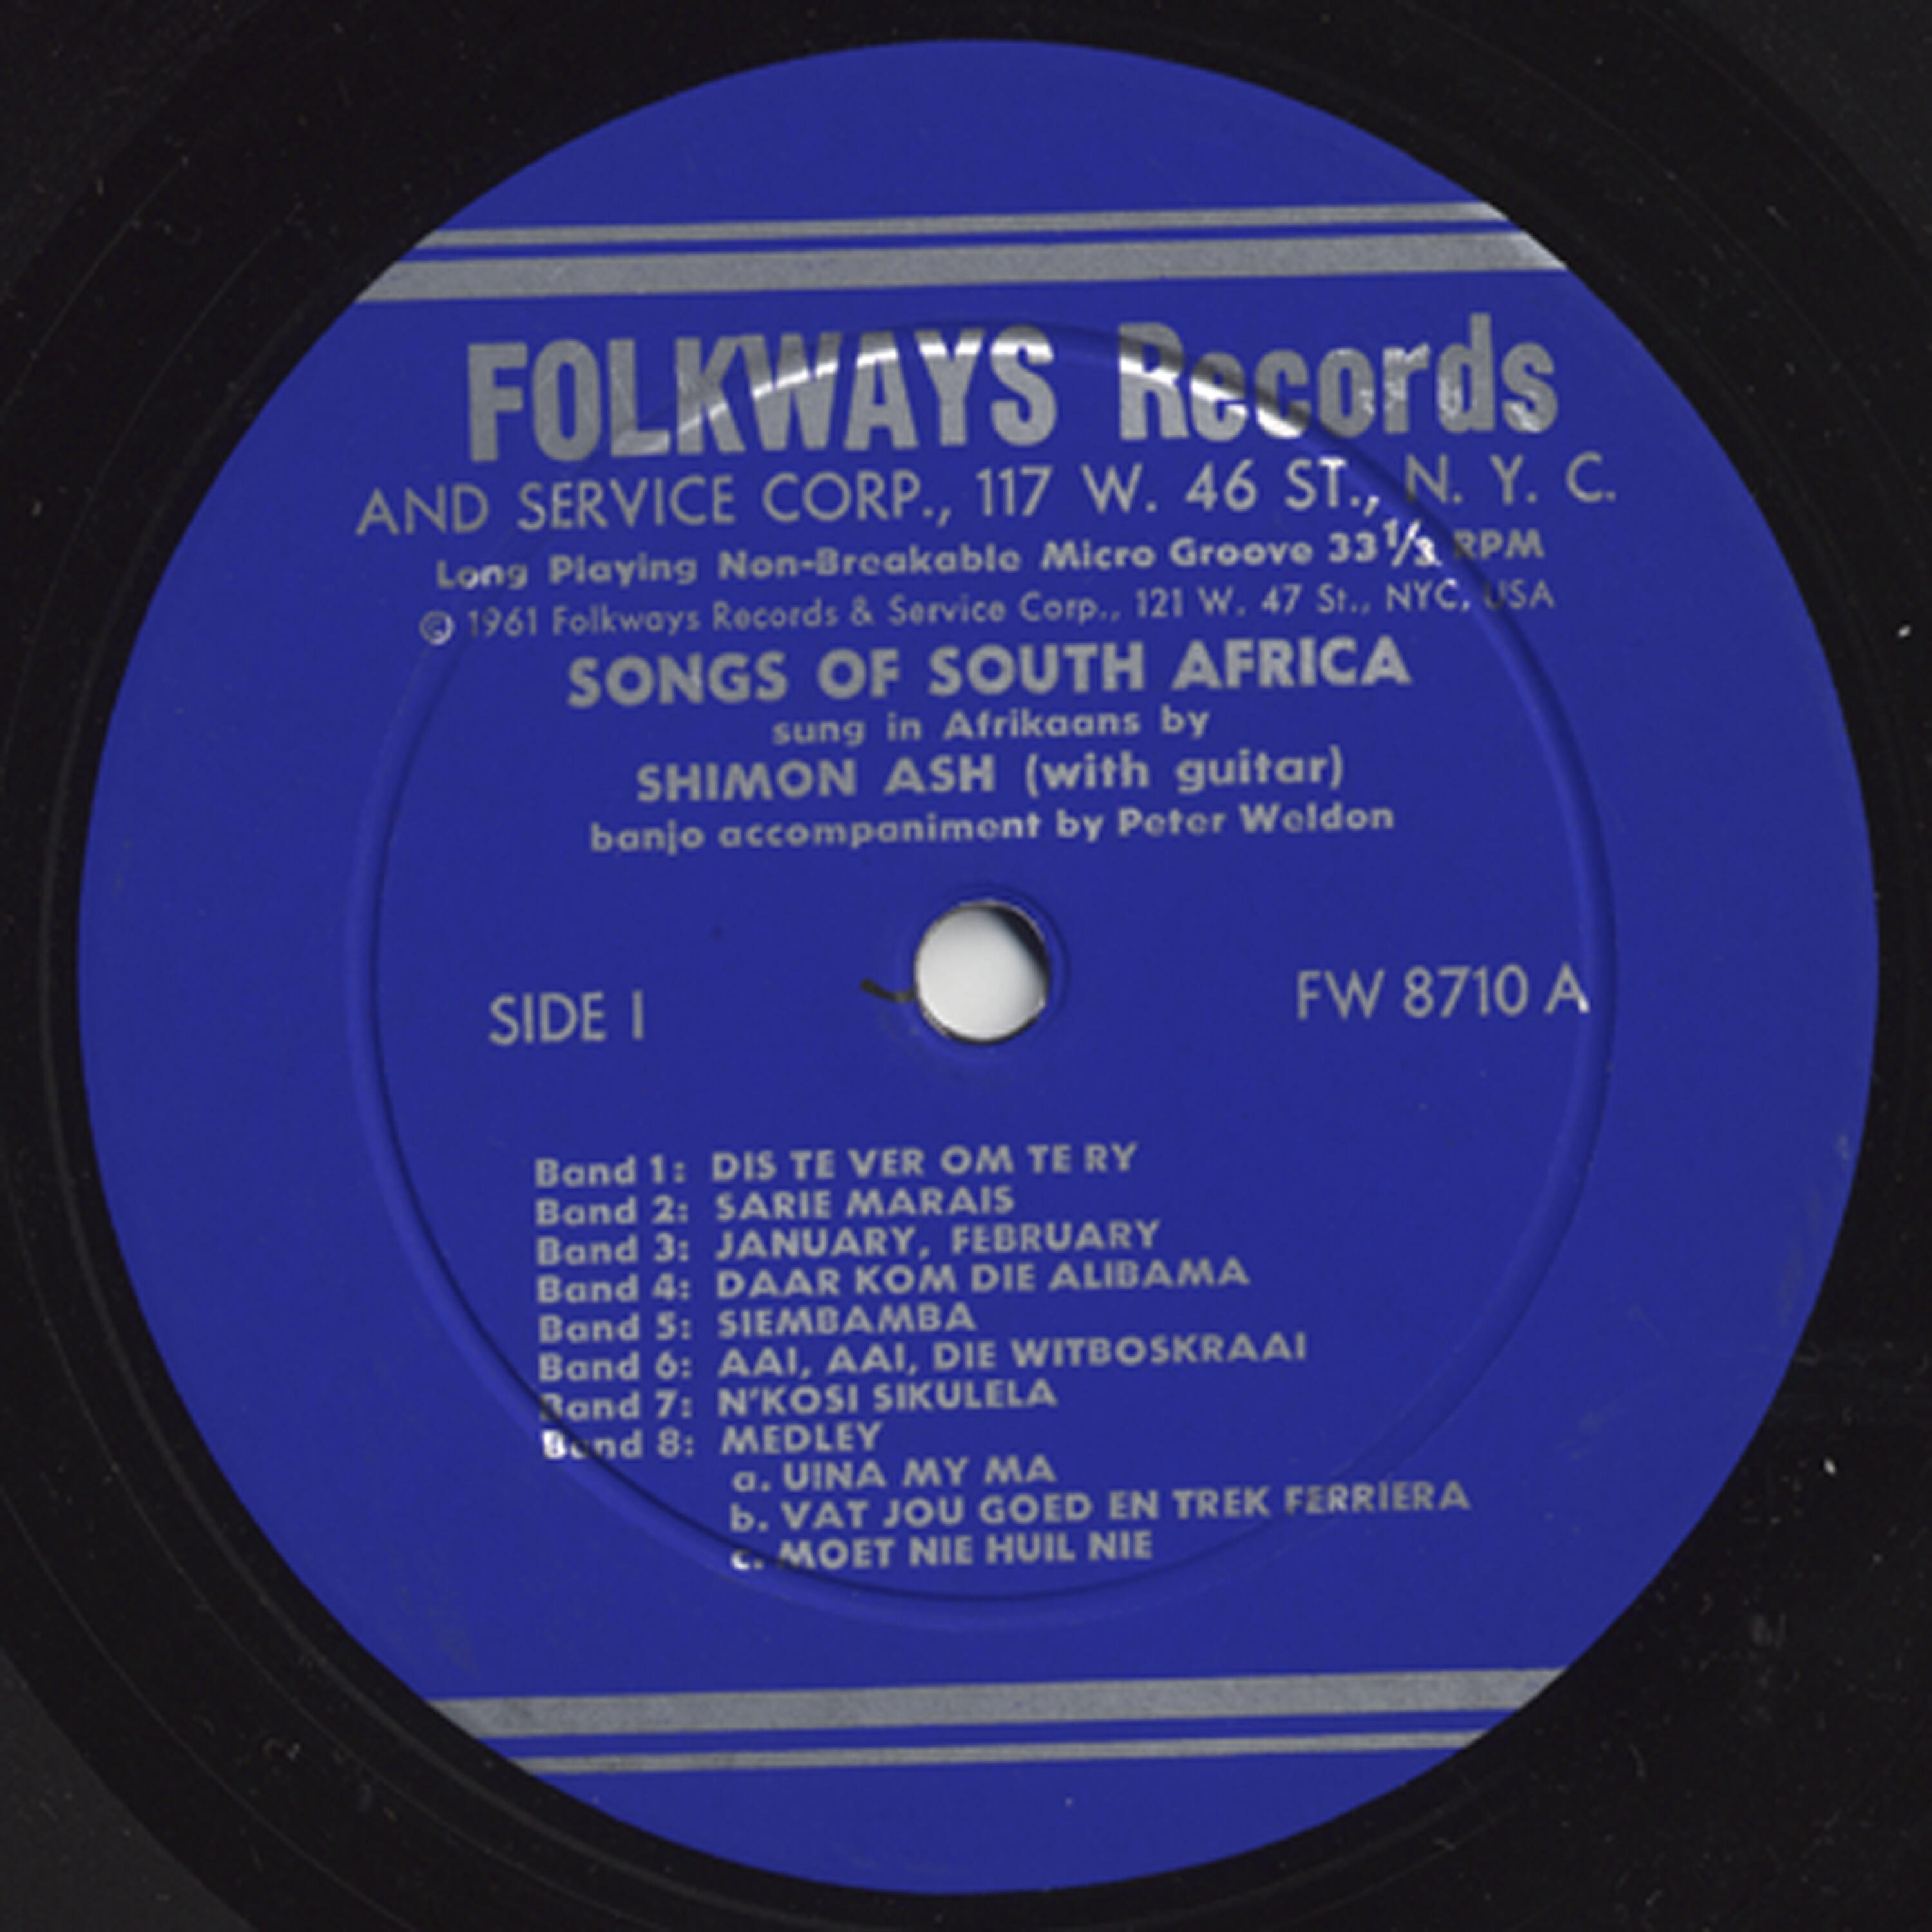 FOLKWAYS Records
AND SERVICE CORP., 117 W. 46 ST., N. Y. C.
Long Playing Non-Breakable Micro Groove 33 1/3 RPM
© 1961 Folkways Records & Service Corp., 121 W. 47 St., NYC, USA
SONGS OF SOUTH AFRICA
sung in Afrikaans by
SHIMON ASH (with guitar)
banjo accompaniment by Peter Weldon
SIDE I
FW 8710 A
Band 1: DIS TE VER OM TE RY
Band 2: SARIE MARAIS
Band 3: JANUARY, FEBRUARY
Band 4: DAAR KOM DIE ALIBAMA
Band 5: SIEMBAMBA
Band 6: AAI, AAI, DIE WITBOSKRAAI
Band 7: N'KOSI SIKULELA
Band 8: MEDLEY
a. UINA MY MA
b. VAT JOU GOED EN TREK FERRIERA
c. MOET NIE HUIL NIE